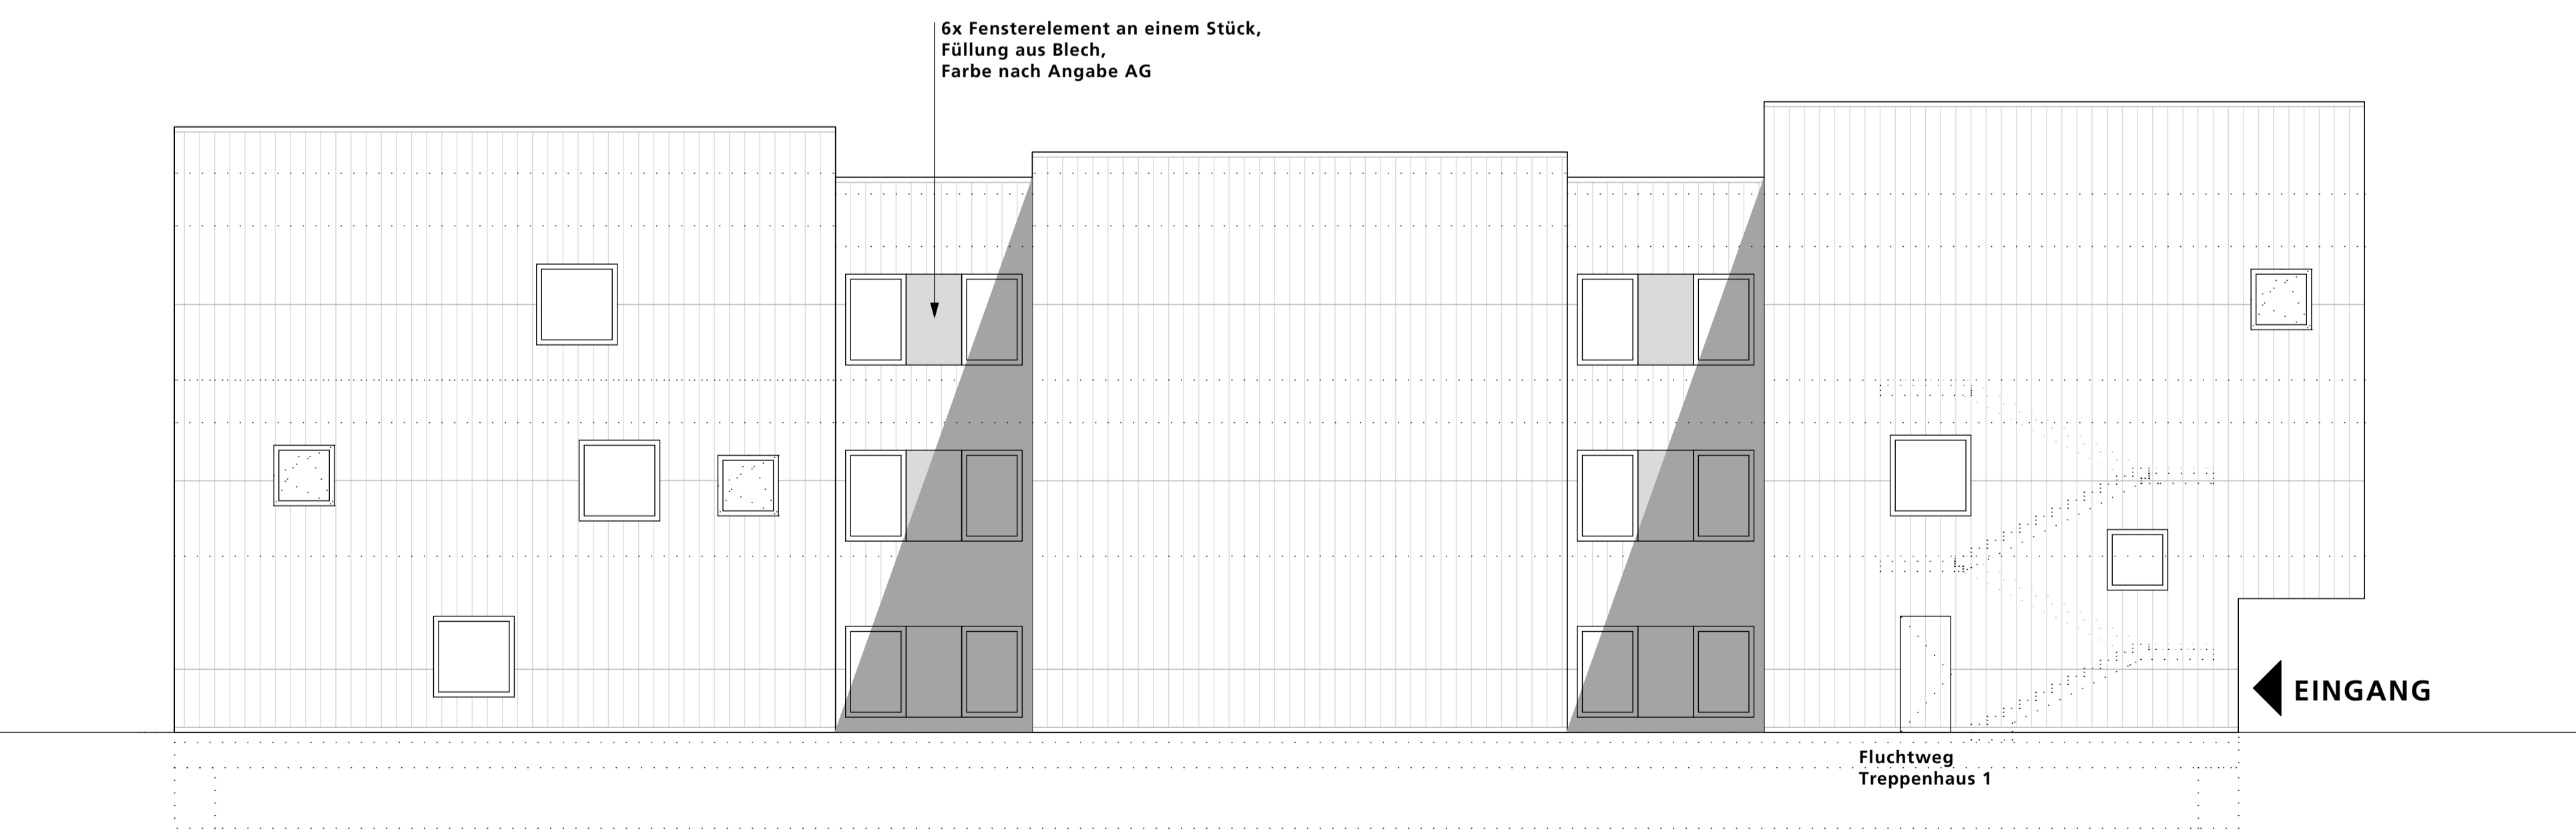 6x Fensterelement an einem Stück,
Füllung aus Blech,
Farbe nach Angabe AG
EINGANG
Fluchtweg
Treppenhaus 1